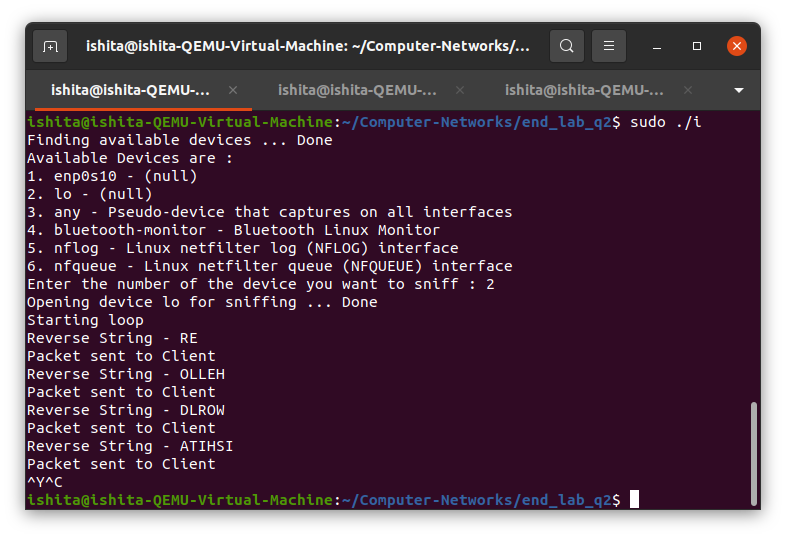 ishita@ishita-QEMU-Virtual-Machine: ~/Computer-Networks/...
ishita@ishita-QEMU-... × ishita@ishita-QEMU-... × ishita@ishita-QEMU-... ×
ishita@ishita-QEMU-Virtual-Machine:~/Computer-Networks/end_lab_q2$ sudo ./i
Finding available devices ... Done
Available Devices are :
1. enp0s10 - (null)
2. lo - (null)
3. any - Pseudo-device that captures on all interfaces
4. bluetooth-monitor - Bluetooth Linux Monitor
5. nflog - Linux netfilter log (NFLOG) interface
6. nfqueue - Linux netfilter queue (NFQUEUE) interface
Enter the number of the device you want to sniff : 2
Opening device lo for sniffing ... Done
Starting loop
Reverse String - RE
Packet sent to Client
Reverse String - OLLEH
Packet sent to Client
Reverse String - DLROW
Packet sent to Client
Reverse String - ATIHSI
Packet sent to Client
^Y^C
ishita@ishita-QEMU-Virtual-Machine:~/Computer-Networks/end_lab_q2$